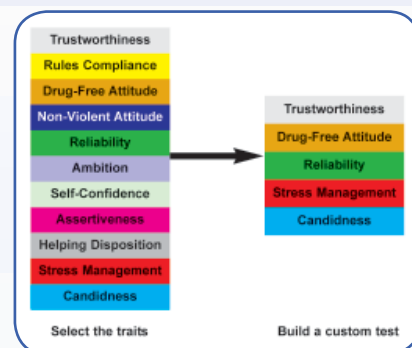 Trustworthiness
Rules Compliance
Drug-Free Attitude
Non-Violent Attitude
Reliability
Ambition
Self-Confidence
Assertiveness
Helping Disposition
Stress Management
Candidness
Select the traits
Trustworthiness
Drug-Free Attitude
Reliability
Stress Management
Candidness
Build a custom test